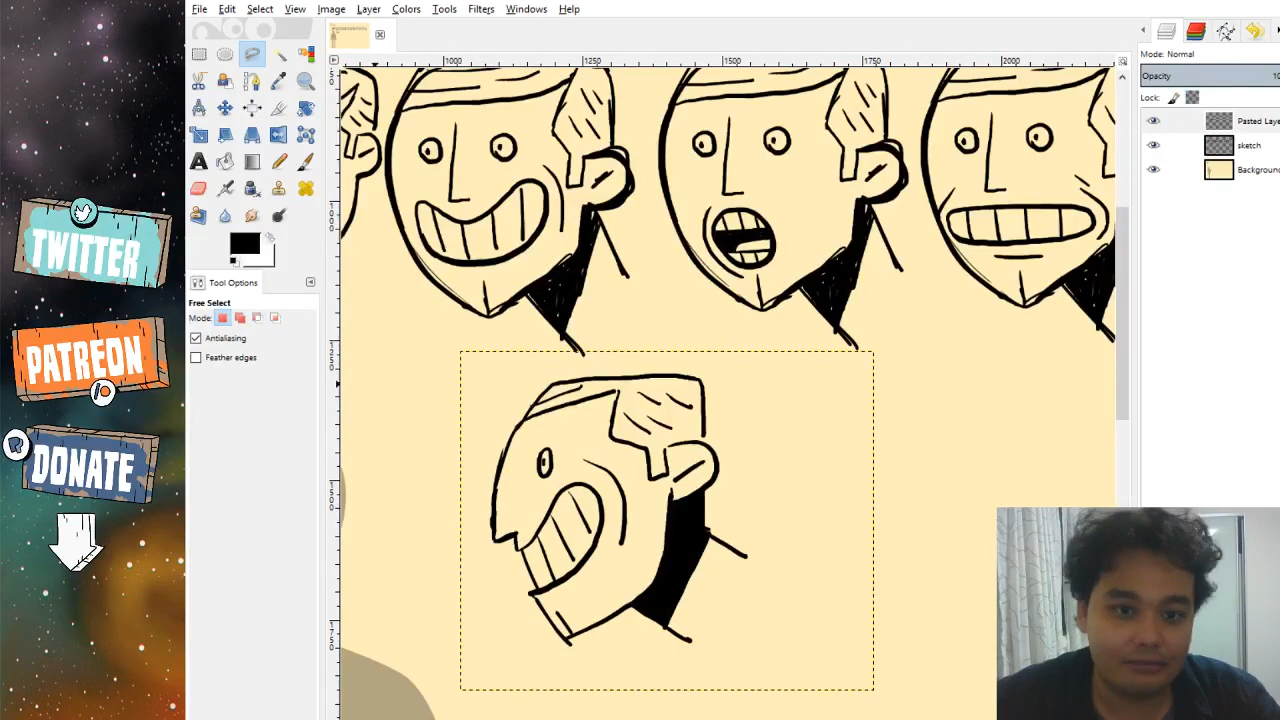 File Edit Select View Image Layer Colors Tools Filters Windows Help
1000 1250 1500 1750 2000
Mode: Normal
Opacity 10
Lock:
Pasted Laye
sketch
Backgroun
Tool Options
Free Select
Mode:
Antialiasing
Feather edges
TWITTER
PATREON
DONATE